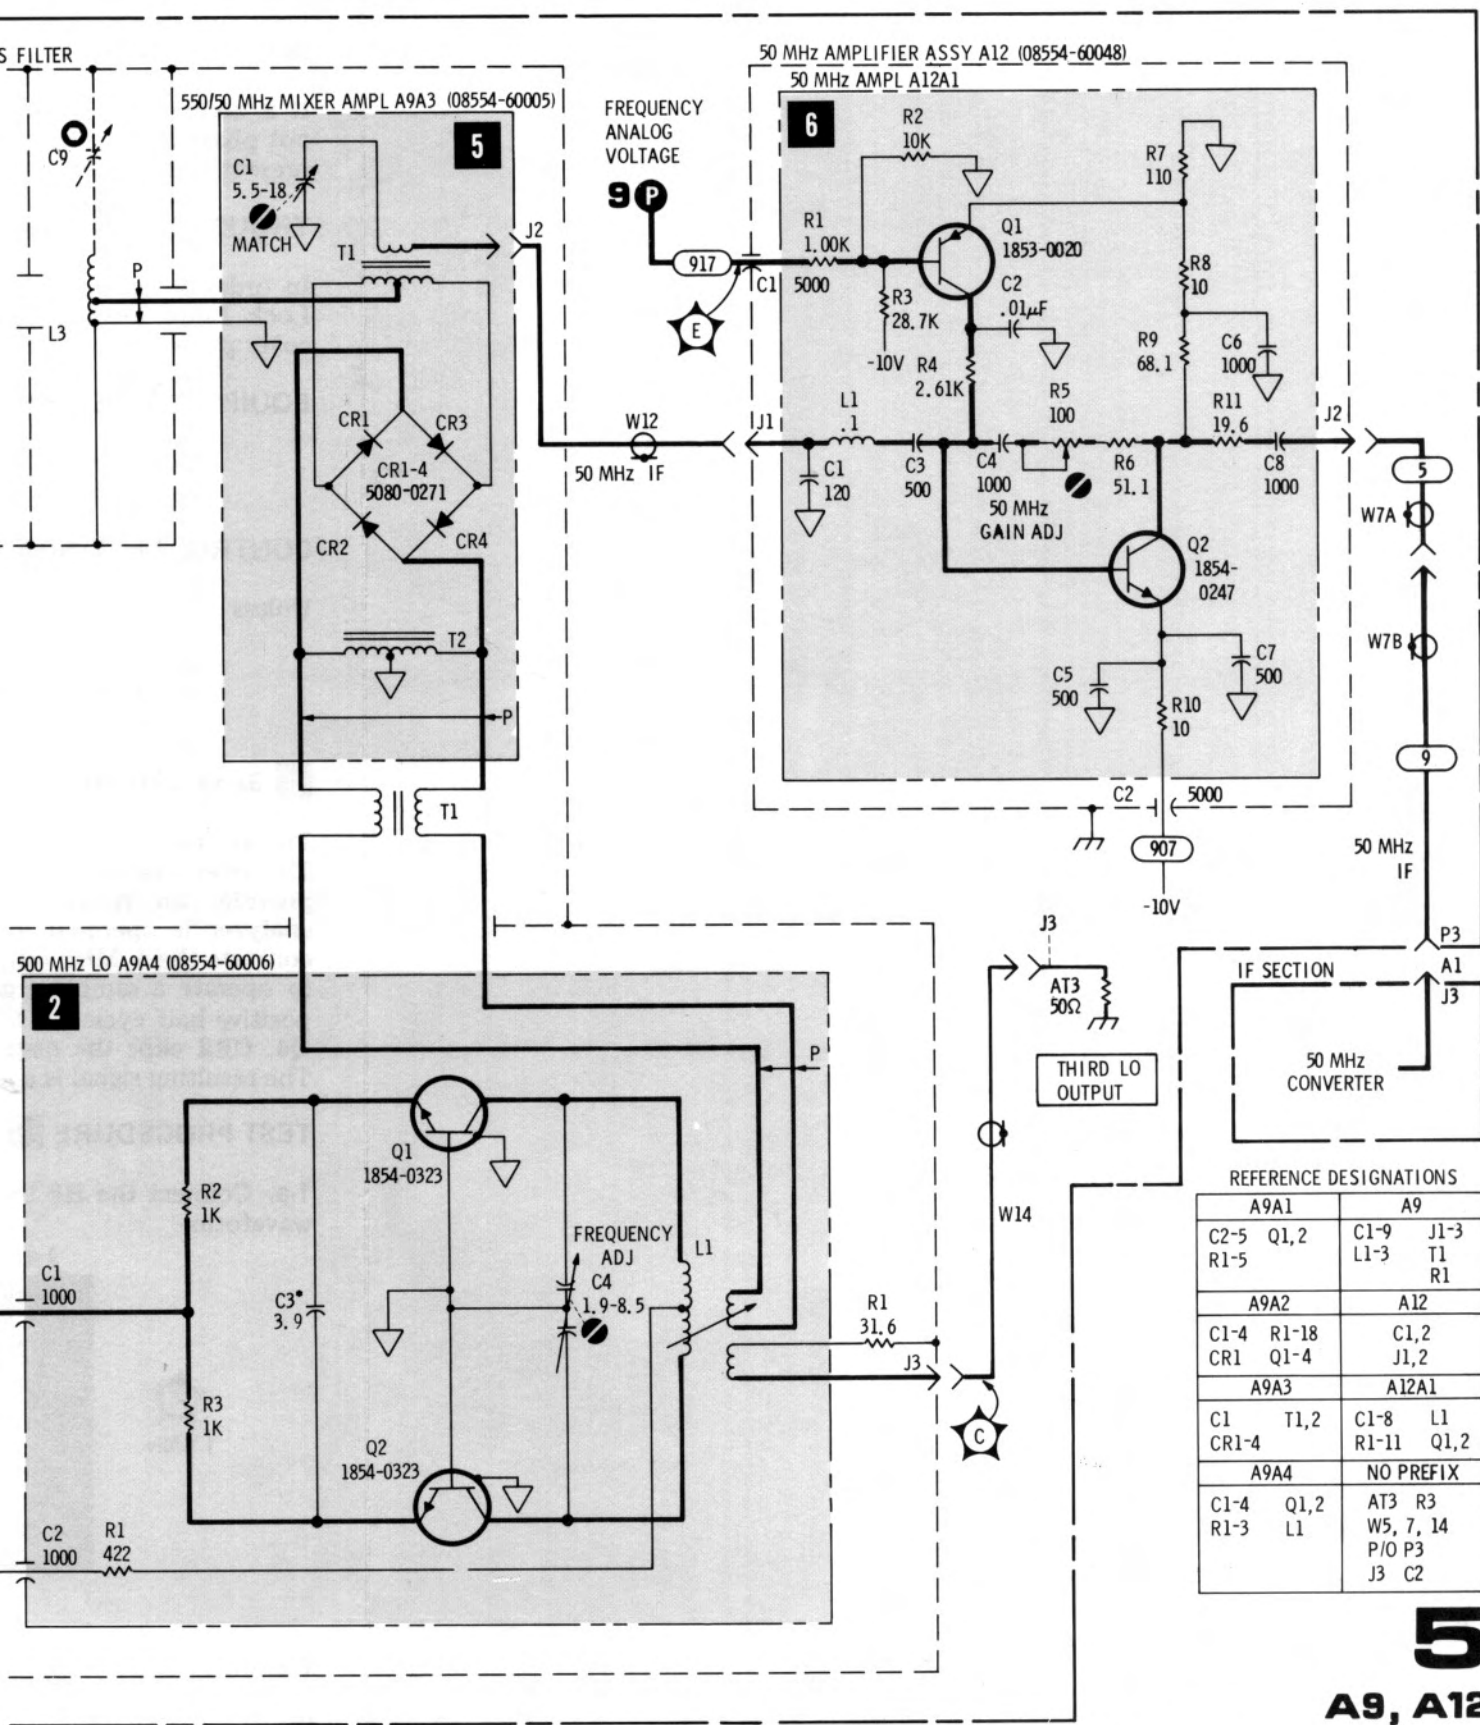 S FILTER
C9
L3
P
550/50 MHz MIXER AMPL A9A3 (08554-60005)
5
C1
5.5-18
MATCH
T1
J2
CR1
CR3
CR1-4
5080-0271
CR2
CR4
T2
P
T1
W12
50 MHz IF
FREQUENCY
ANALOG
VOLTAGE
9 P
917
E
C1
5000
50 MHz AMPLIFIER ASSY A12 (08554-60048)
50 MHz AMPL A12A1
6
R2
10K
R1
1.00K
R3
28.7K
-10V
Q1
1853-0020
C2
.01µF
R4
2.61K
R7
110
R8
10
R9
68.1
C6
1000
J1
L1
.1
C1
120
C3
500
C4
1000
R5
100
50 MHz
GAIN ADJ
R6
51.1
R11
19.6
C8
1000
J2
Q2
1854-
0247
C5
500
C7
500
R10
10
C2
5000
907
-10V
5
W7A
W7B
9
50 MHz
IF
P3
A1
J3
IF SECTION
50 MHz
CONVERTER
500 MHz LO A9A4 (08554-60006)
2
P
Q1
1854-0323
R2
1K
C1
1000
C3*
3.9
FREQUENCY
ADJ
C4
1.9-8.5
L1
R1
31.6
J3
R3
1K
Q2
1854-0323
C2
1000
R1
422
C
W14
J3
AT3
50Ω
THIRD LO
OUTPUT
REFERENCE DESIGNATIONS
A9A1
A9
C2-5 Q1,2
R1-5
C1-9 J1-3
L1-3 T1
R1
A9A2
A12
C1-4 R1-18
CR1 Q1-4
C1,2
J1,2
A9A3
A12A1
C1 T1,2
CR1-4
C1-8 L1
R1-11 Q1,2
A9A4
NO PREFIX
C1-4 Q1,2
R1-3 L1
AT3 R3
W5, 7, 14
P/O P3
J3 C2
5
A9, A12